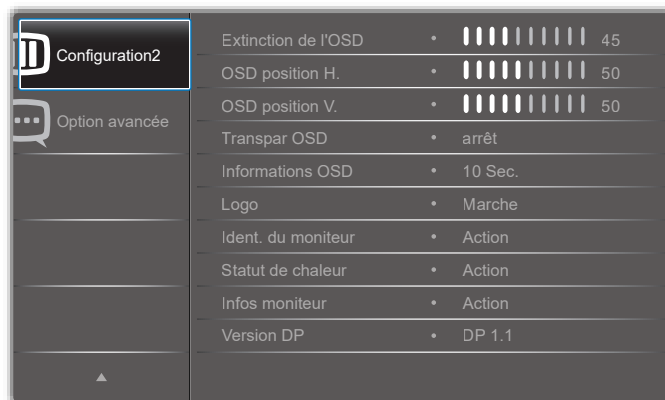 Configuration2
Option avancée
Extinction de l'OSD • 45
OSD position H. • 50
OSD position V. • 50
Transpar OSD • arrêt
Informations OSD • 10 Sec.
Logo • Marche
Ident. du moniteur • Action
Statut de chaleur • Action
Infos moniteur • Action
Version DP • DP 1.1